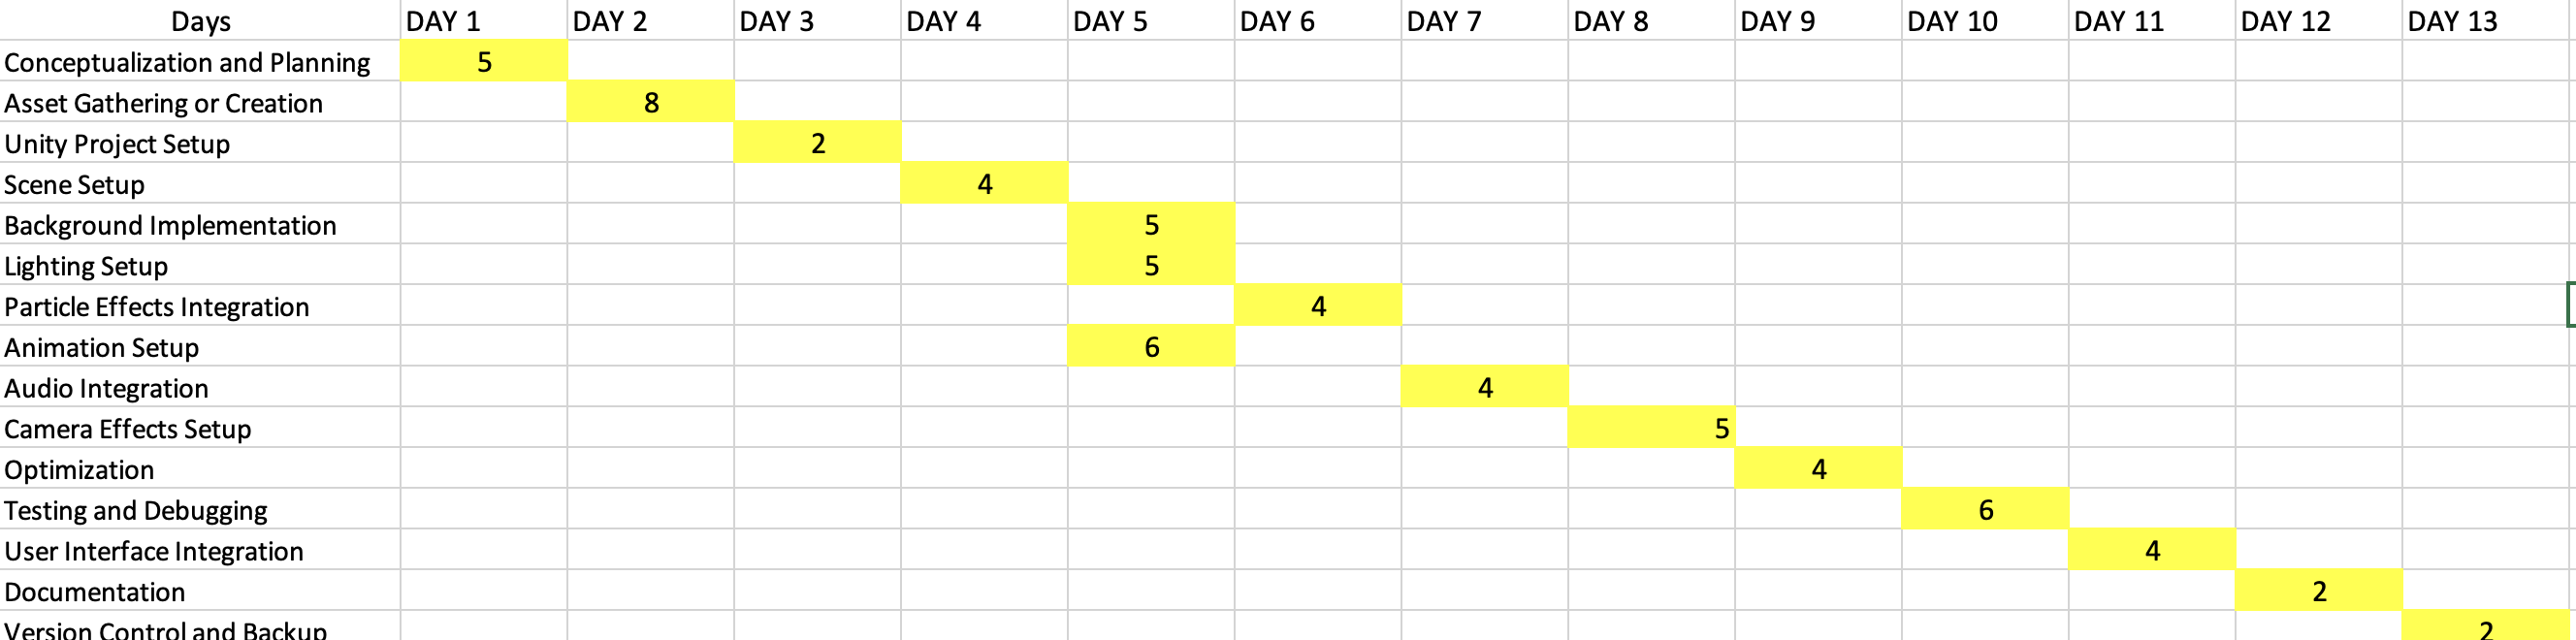 Days DAY 1 DAY 2 DAY 3 DAY 4 DAY 5 DAY 6 DAY 7 DAY 8 DAY 9 DAY 10 DAY 11 DAY 12 DAY 13
Conceptualization and Planning 5
Asset Gathering or Creation 8
Unity Project Setup 2
Scene Setup 4
Background Implementation 5
Lighting Setup 5
Particle Effects Integration 4
Animation Setup 6
Audio Integration 4
Camera Effects Setup 5
Optimization 4
Testing and Debugging 6
User Interface Integration 4
Documentation 2
Version Control and Backup 2